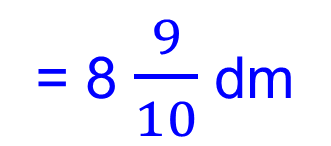 = 8 9/10 dm